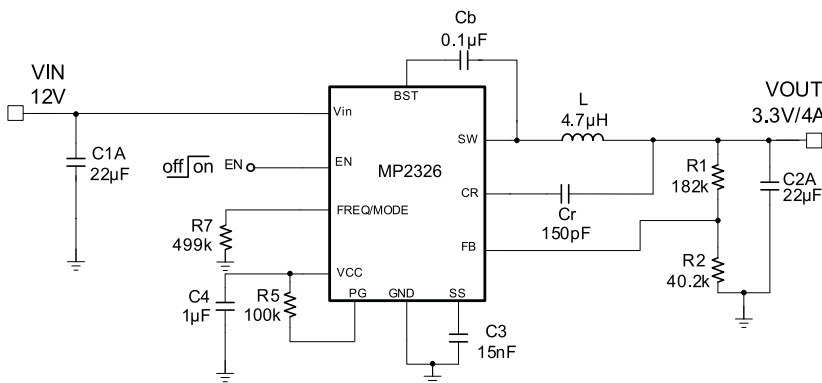 Cb
0.1µF
VIN
12V
BST
L
4.7µH
VOUT
3.3V/4A
Vin
SW
C1A
22µF
off on EN
EN
MP2326
R1
182k
C2A
22µF
CR
Cr
150pF
FREQ/MODE
R7
499k
FB
R2
40.2k
VCC
C4
1µF
R5
100k
PG
GND
SS
C3
15nF